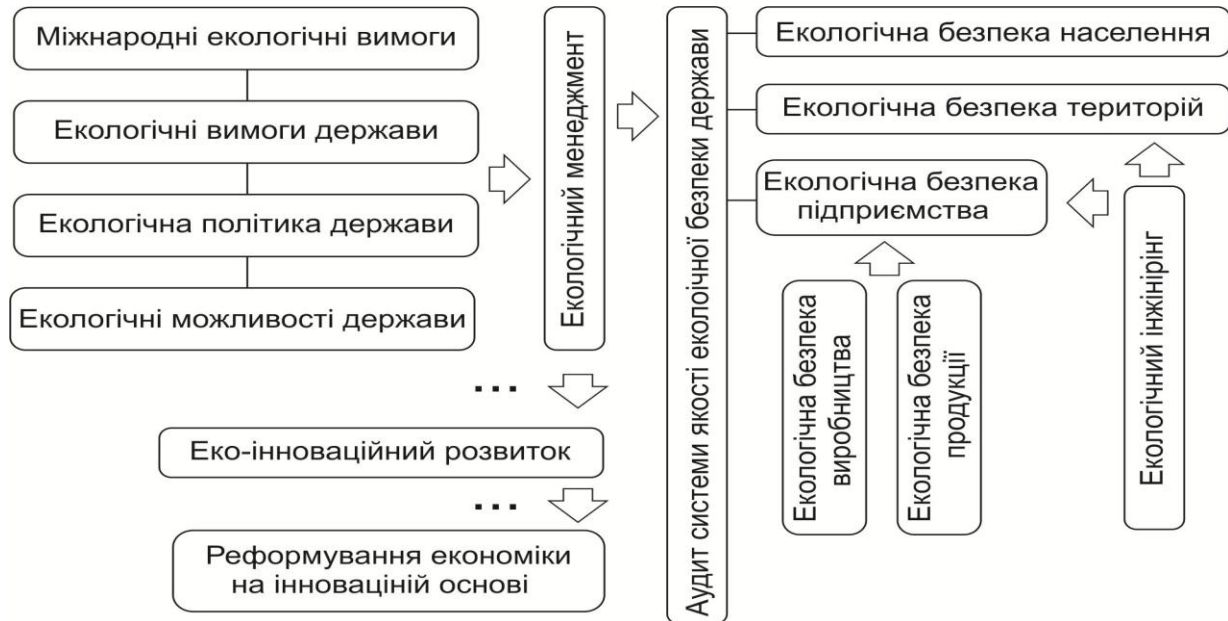 Міжнародні екологічні вимоги
Екологічні вимоги держави
Екологічна політика держави
Екологічні можливості держави
Екологічний менеджмент
...
Еко-інноваційний розвиток
...
Реформування економіки
на інноваціній основі
Аудит системи якості еколоічної безпеки держави
Екологічна безпека населення
Екологічна безпека територій
Екологічна безпека
підприємства
Екологічна безпека
виробництва
Екологічна безпека
продукції
Екологічний інжінірінг